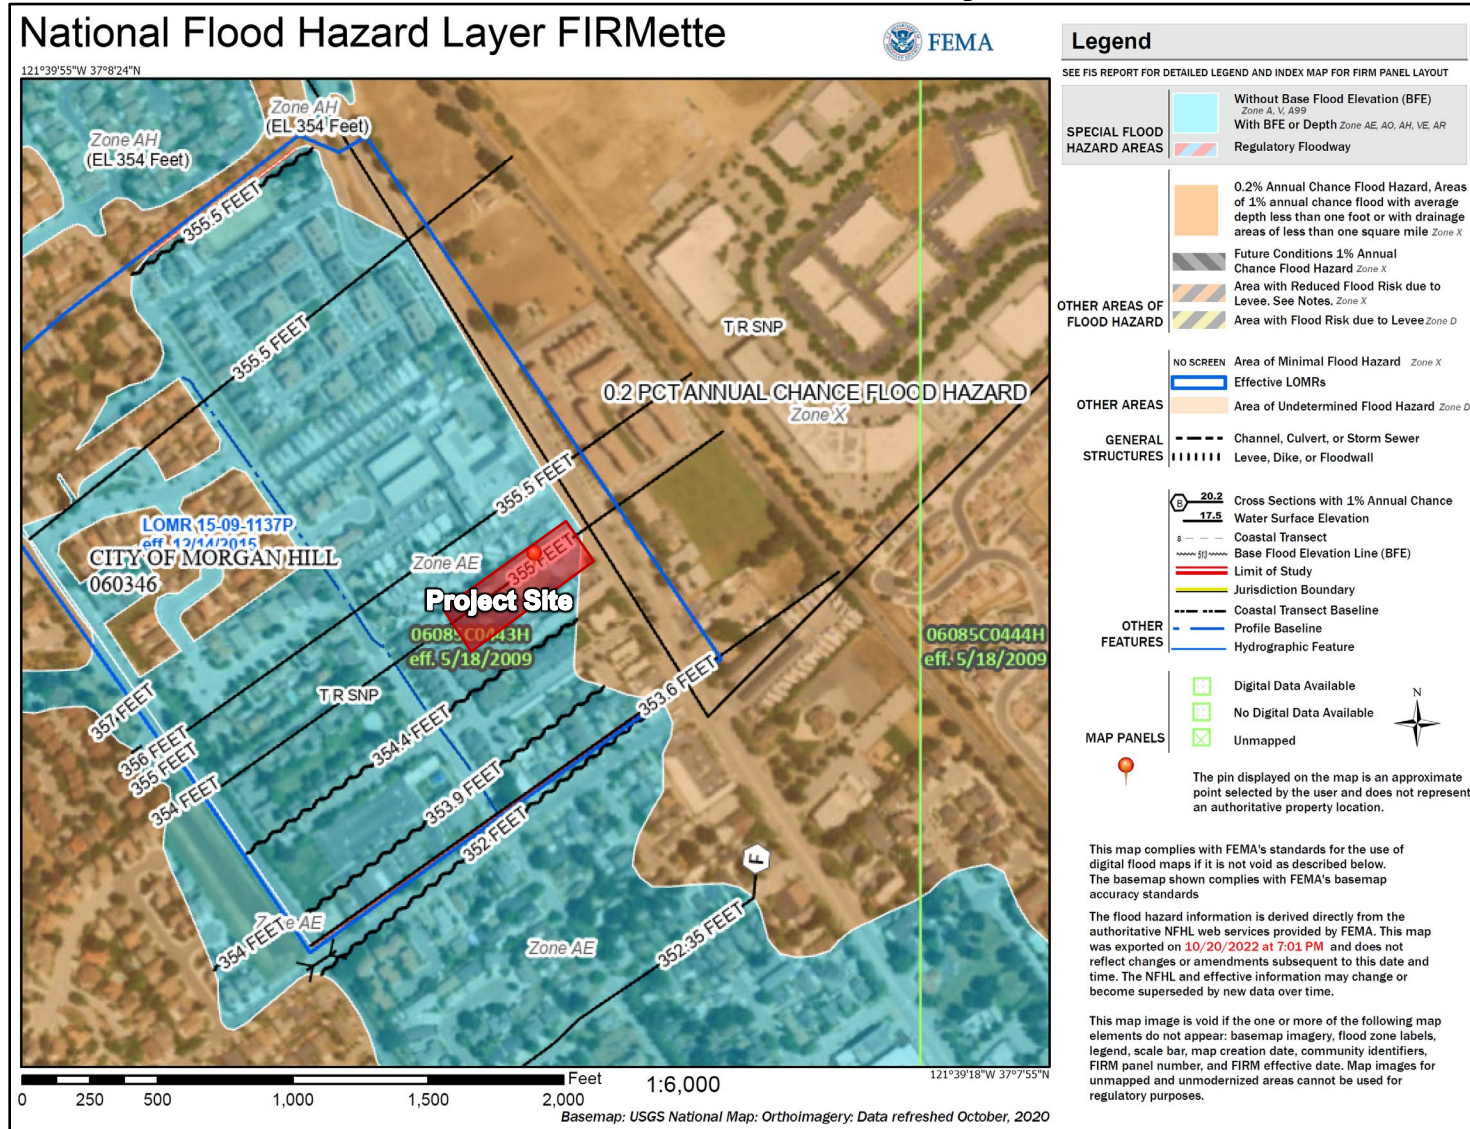 National Flood Hazard Layer FIRMette
FEMA
121°39'55"W 37°8'24"N
Zone AH
(EL 354 Feet)
Zone AH
(EL 354 Feet)
355.5 FEET
355.5 FEET
T R SNP
0.2 PCT ANNUAL CHANCE FLOOD HAZARD
Zone X
355.5 FEET
LOMR 15-09-1137P
eff. 12/14/2015
CITY OF MORGAN HILL
060346
Zone AE
355 FEET
Project Site
06085C0443H
eff. 5/18/2009
06085C0444H
eff. 5/18/2009
T R SNP
353.6 FEET
357 FEET
356 FEET
355 FEET
354 FEET
354.4 FEET
353.9 FEET
352 FEET
F
354 FEET
Zone AE
Zone AE
352.35 FEET
121°39'18"W 37°7'55"N
Feet
1:6,000
0 250 500 1,000 1,500 2,000
Basemap: USGS National Map: Orthoimagery: Data refreshed October, 2020
Legend
SEE FIS REPORT FOR DETAILED LEGEND AND INDEX MAP FOR FIRM PANEL LAYOUT
SPECIAL FLOOD
HAZARD AREAS
Without Base Flood Elevation (BFE)
Zone A, V, A99
With BFE or Depth Zone AE, AO, AH, VE, AR
Regulatory Floodway
OTHER AREAS OF
FLOOD HAZARD
0.2% Annual Chance Flood Hazard, Areas
of 1% annual chance flood with average
depth less than one foot or with drainage
areas of less than one square mile Zone X
Future Conditions 1% Annual
Chance Flood Hazard Zone X
Area with Reduced Flood Risk due to
Levee. See Notes. Zone X
Area with Flood Risk due to Levee Zone D
OTHER AREAS
NO SCREEN Area of Minimal Flood Hazard Zone X
Effective LOMRs
Area of Undetermined Flood Hazard Zone D
GENERAL
STRUCTURES
Channel, Culvert, or Storm Sewer
Levee, Dike, or Floodwall
OTHER
FEATURES
B 20.2 Cross Sections with 1% Annual Chance
17.5 Water Surface Elevation
8 Coastal Transect
513 Base Flood Elevation Line (BFE)
Limit of Study
Jurisdiction Boundary
Coastal Transect Baseline
Profile Baseline
Hydrographic Feature
MAP PANELS
Digital Data Available
No Digital Data Available
Unmapped
N
The pin displayed on the map is an approximate
point selected by the user and does not represent
an authoritative property location.
This map complies with FEMA's standards for the use of
digital flood maps if it is not void as described below.
The basemap shown complies with FEMA's basemap
accuracy standards
The flood hazard information is derived directly from the
authoritative NFHL web services provided by FEMA. This map
was exported on 10/20/2022 at 7:01 PM and does not
reflect changes or amendments subsequent to this date and
time. The NFHL and effective information may change or
become superseded by new data over time.
This map image is void if the one or more of the following map
elements do not appear: basemap imagery, flood zone labels,
legend, scale bar, map creation date, community identifiers,
FIRM panel number, and FIRM effective date. Map images for
unmapped and unmodernized areas cannot be used for
regulatory purposes.